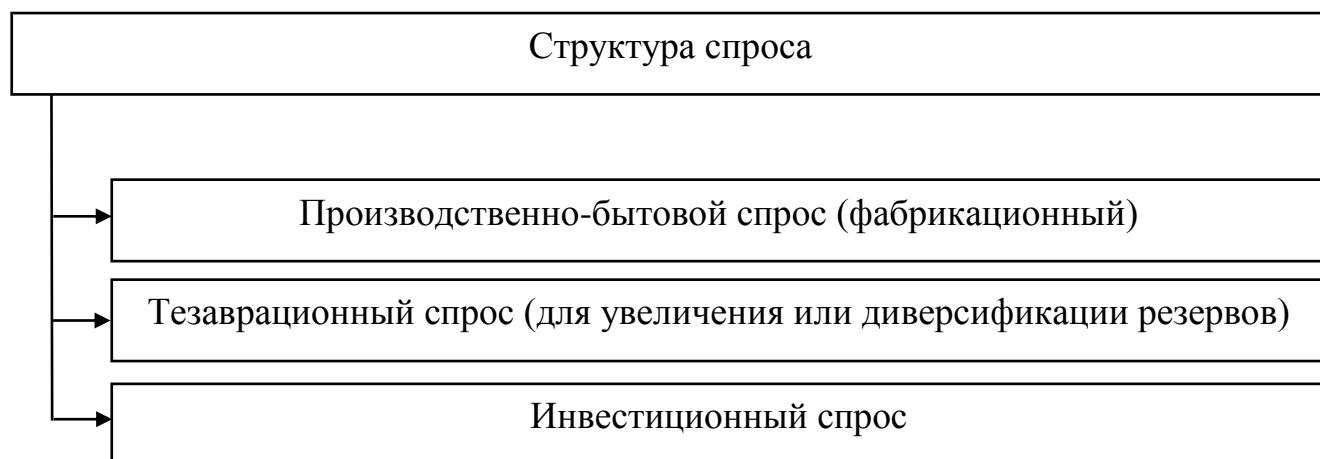 Структура спроса
Производственно-бытовой спрос (фабрикационный)
Тезаврационный спрос (для увеличения или диверсификации резервов)
Инвестиционный спрос